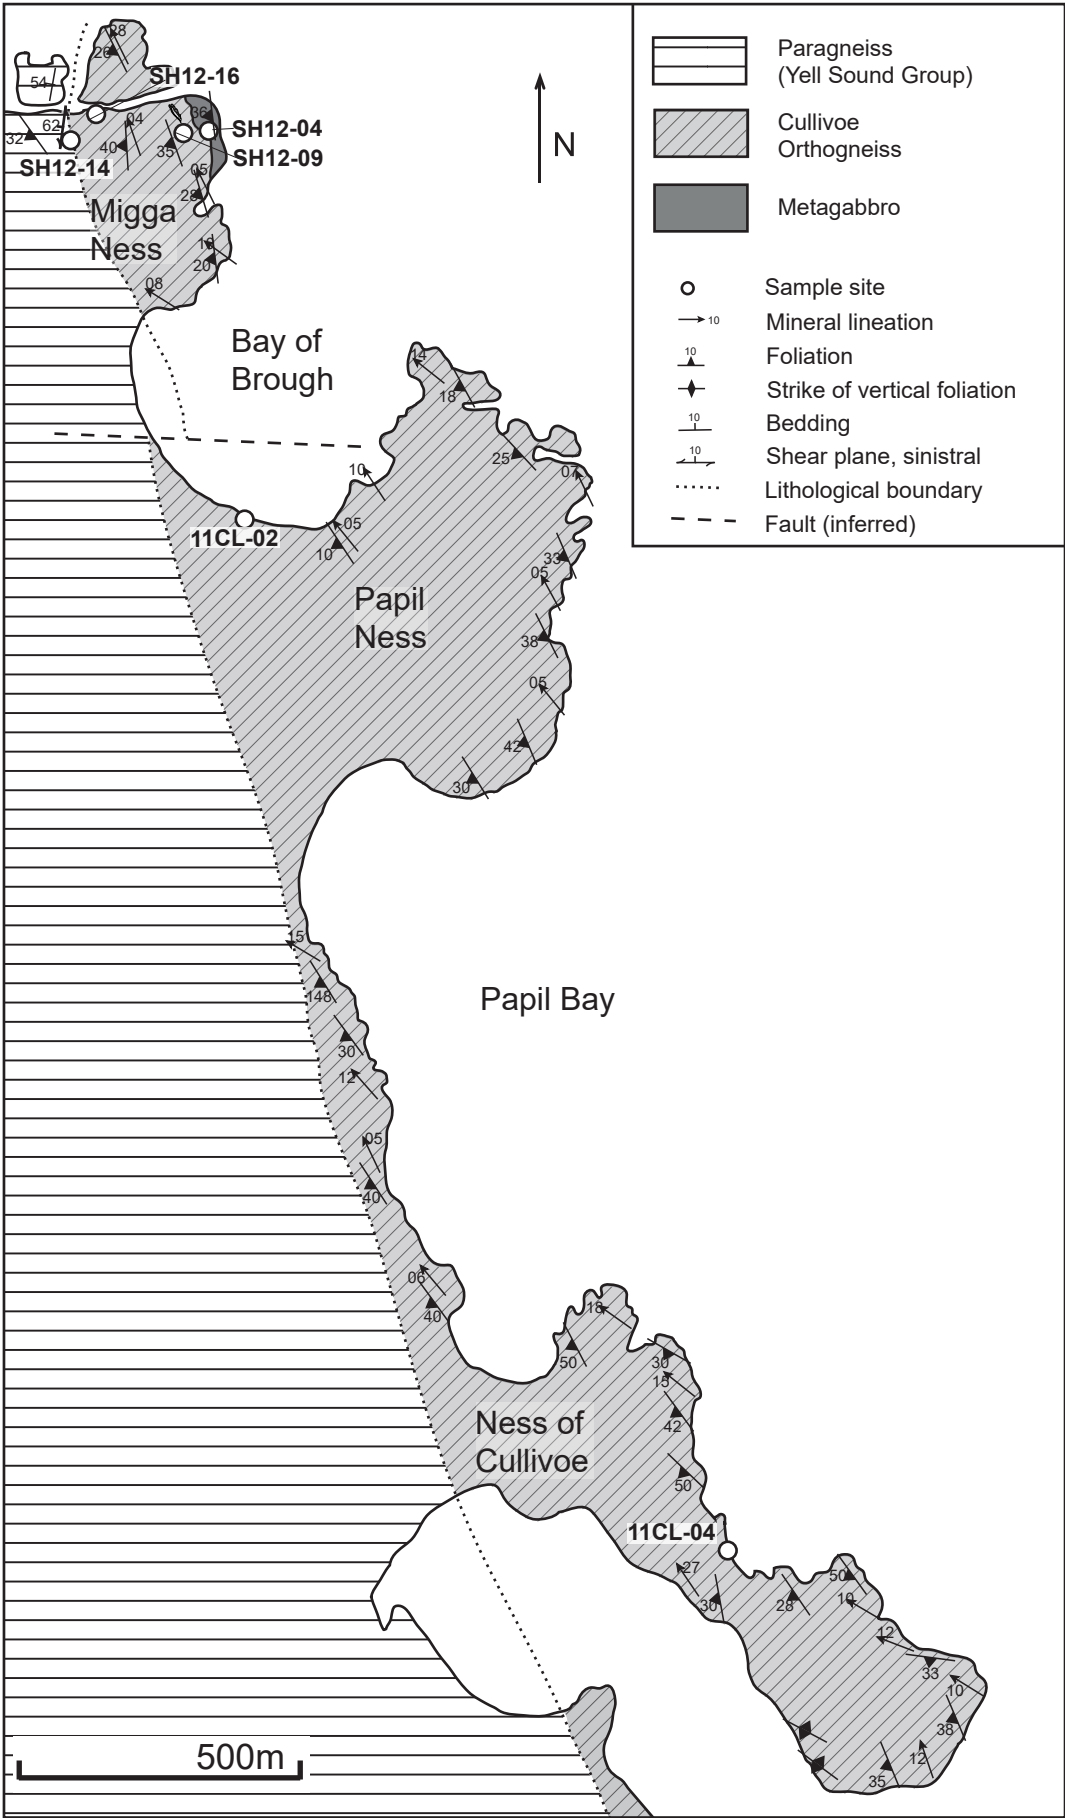 28
26
54
SH12-16
04
36
62
32
40
35
SH12-04
SH12-09
SH12-14
05
28
Migga
Ness
20
08
N
Bay of
Brough
14
18
25
07
10
05
10
11CL-02
33
05
Papil
Ness
38
05
42
30
15
148
Papil Bay
30
12
05
40
06
40
18
50
30
15
42
Ness of
Cullivoe
50
11CL-04
27
30
28
50
10
12
33
10
38
12
35
500m
Paragneiss
(Yell Sound Group)
Cullivoe
Orthogneiss
Metagabbro
Sample site
10
Mineral lineation
10
Foliation
Strike of vertical foliation
10
Bedding
10
Shear plane, sinistral
Lithological boundary
Fault (inferred)